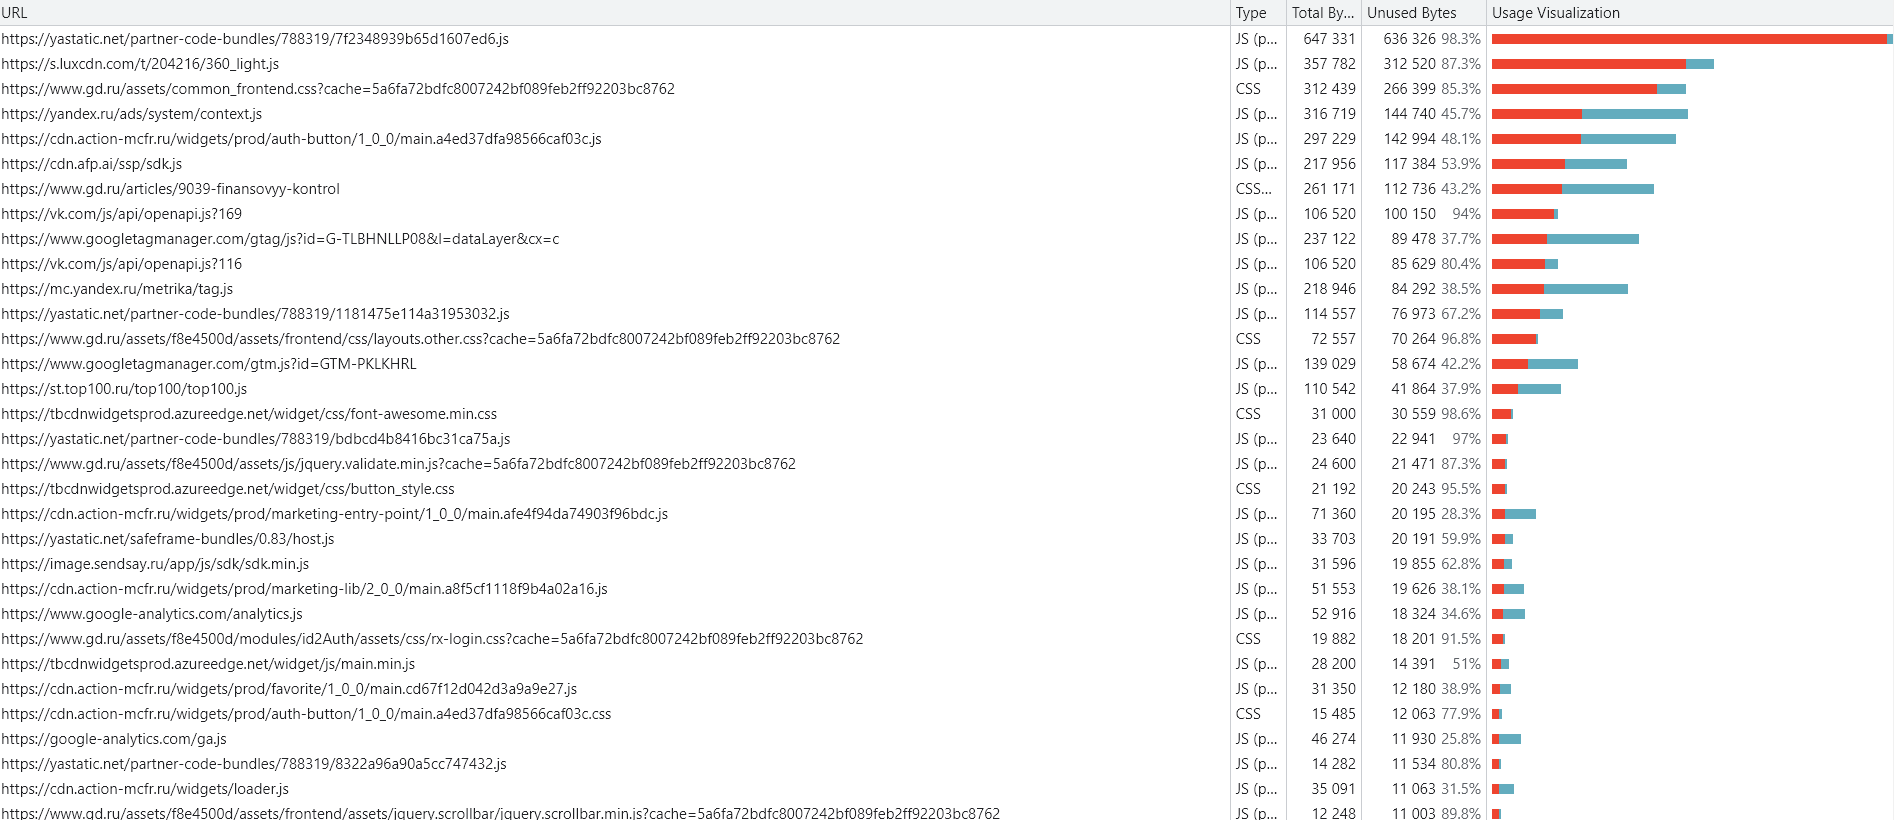 URL Type Total By... Unused Bytes Usage Visualization
https://yastatic.net/partner-code-bundles/788319/7f2348939b65d1607ed6.js JS (p... 647 331 636 326 98.3%
https://s.luxcdn.com/t/204216/360_light.js JS (p... 357 782 312 520 87.3%
https://www.gd.ru/assets/common_frontend.css?cache=5a6fa72bdfc8007242bf089feb2ff92203bc8762 CSS 312 439 266 399 85.3%
https://yandex.ru/ads/system/context.js JS (p... 316 719 144 740 45.7%
https://cdn.action-mcfr.ru/widgets/prod/auth-button/1_0_0/main.a4ed37dfa98566caf03c.js JS (p... 297 229 142 994 48.1%
https://cdn.afp.ai/ssp/sdk.js JS (p... 217 956 117 384 53.9%
https://www.gd.ru/articles/9039-finansovyy-kontrol CSS... 261 171 112 736 43.2%
https://vk.com/js/api/openapi.js?169 JS (p... 106 520 100 150 94%
https://www.googletagmanager.com/gtag/js?id=G-TLBHNLLP08&l=dataLayer&cx=c JS (p... 237 122 89 478 37.7%
https://vk.com/js/api/openapi.js?116 JS (p... 106 520 85 629 80.4%
https://mc.yandex.ru/metrika/tag.js JS (p... 218 946 84 292 38.5%
https://yastatic.net/partner-code-bundles/788319/1181475e114a31953032.js JS (p... 114 557 76 973 67.2%
https://www.gd.ru/assets/f8e4500d/assets/frontend/css/layouts.other.css?cache=5a6fa72bdfc8007242bf089feb2ff92203bc8762 CSS 72 557 70 264 96.8%
https://www.googletagmanager.com/gtm.js?id=GTM-PKLKHRL JS (p... 139 029 58 674 42.2%
https://st.top100.ru/top100/top100.js JS (p... 110 542 41 864 37.9%
https://tbcdnwidgetsprod.azureedge.net/widget/css/font-awesome.min.css CSS 31 000 30 559 98.6%
https://yastatic.net/partner-code-bundles/788319/bdbcd4b8416bc31ca75a.js JS (p... 23 640 22 941 97%
https://www.gd.ru/assets/f8e4500d/assets/js/jquery.validate.min.js?cache=5a6fa72bdfc8007242bf089feb2ff92203bc8762 JS (p... 24 600 21 471 87.3%
https://tbcdnwidgetsprod.azureedge.net/widget/css/button_style.css CSS 21 192 20 243 95.5%
https://cdn.action-mcfr.ru/widgets/prod/marketing-entry-point/1_0_0/main.afe4f94da74903f96bdc.js JS (p... 71 360 20 195 28.3%
https://yastatic.net/safeframe-bundles/0.83/host.js JS (p... 33 703 20 191 59.9%
https://image.sendsay.ru/app/js/sdk/sdk.min.js JS (p... 31 596 19 855 62.8%
https://cdn.action-mcfr.ru/widgets/prod/marketing-lib/2_0_0/main.a8f5cf1118f9b4a02a16.js JS (p... 51 553 19 626 38.1%
https://www.google-analytics.com/analytics.js JS (p... 52 916 18 324 34.6%
https://www.gd.ru/assets/f8e4500d/modules/id2Auth/assets/css/rx-login.css?cache=5a6fa72bdfc8007242bf089feb2ff92203bc8762 CSS 19 882 18 201 91.5%
https://tbcdnwidgetsprod.azureedge.net/widget/js/main.min.js JS (p... 28 200 14 391 51%
https://cdn.action-mcfr.ru/widgets/prod/favorite/1_0_0/main.cd67f12d042d3a9a9e27.js JS (p... 31 350 12 180 38.9%
https://cdn.action-mcfr.ru/widgets/prod/auth-button/1_0_0/main.a4ed37dfa98566caf03c.css CSS 15 485 12 063 77.9%
https://google-analytics.com/ga.js JS (p... 46 274 11 930 25.8%
https://yastatic.net/partner-code-bundles/788319/8322a96a90a5cc747432.js JS (p... 14 282 11 534 80.8%
https://cdn.action-mcfr.ru/widgets/loader.js JS (p... 35 091 11 063 31.5%
https://www.gd.ru/assets/f8e4500d/assets/frontend/assets/jquery.scrollbar/jquery.scrollbar.min.js?cache=5a6fa72bdfc8007242bf089feb2ff92203bc8762 JS (p... 12 248 11 003 89.8%